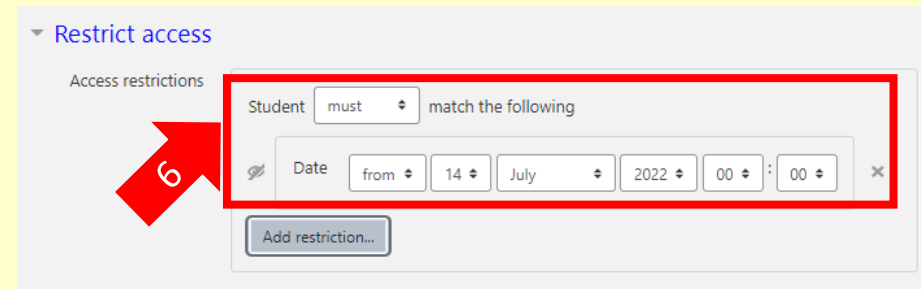 Restrict access
Access restrictions
Student must match the following
6
Date from 14 July 2022 00 : 00
Add restriction...